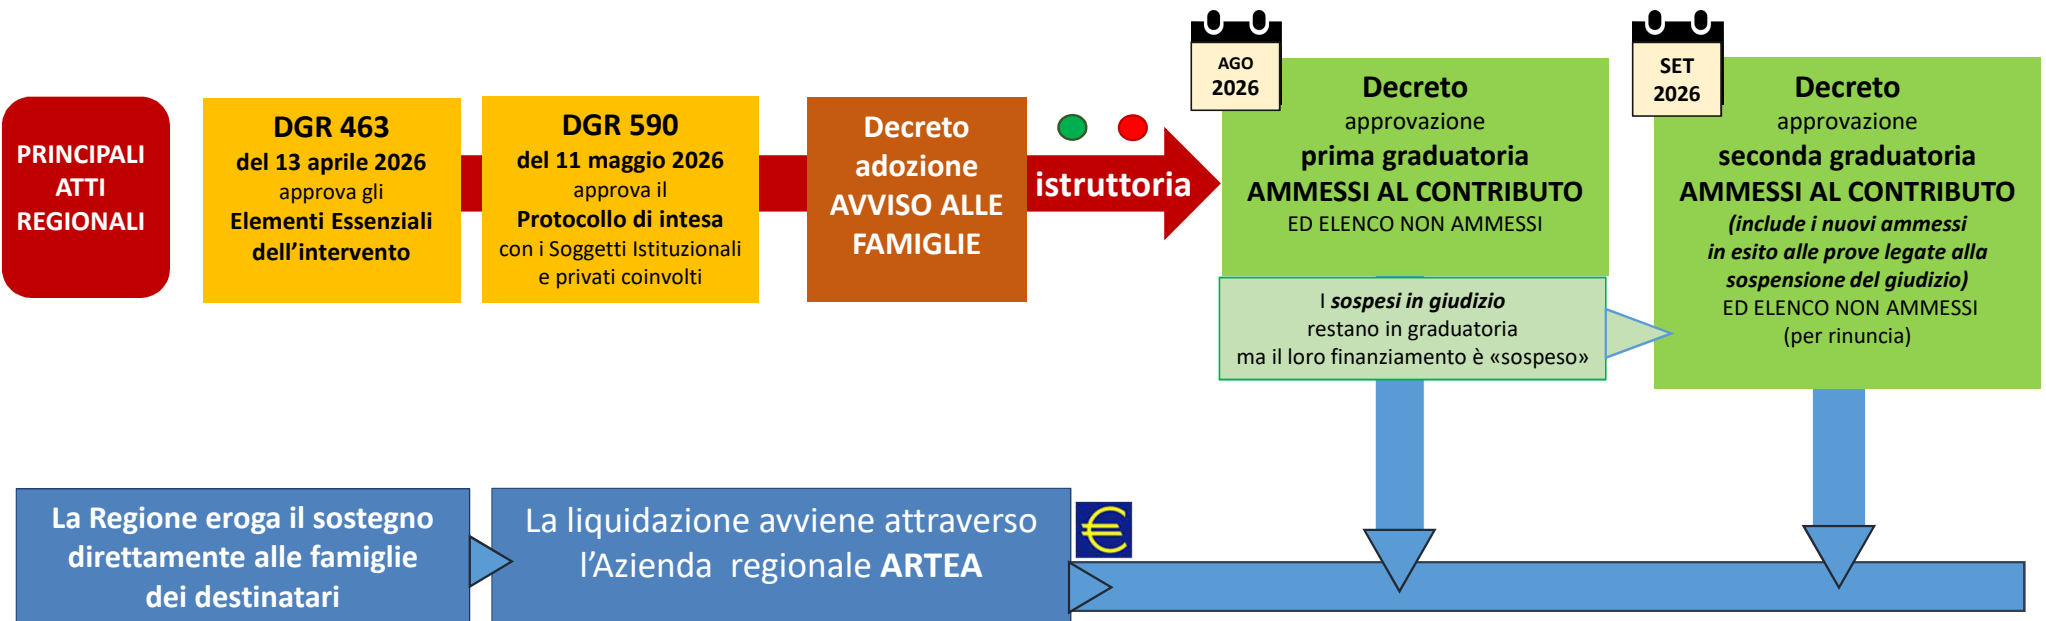 PRINCIPALI
ATTI
REGIONALI
DGR 463
del 13 aprile 2026
approva gli
Elementi Essenziali
dell’intervento
DGR 590
del 11 maggio 2026
approva il
Protocollo di intesa
con i Soggetti Istituzionali
e privati coinvolti
Decreto
adozione
AVVISO ALLE
FAMIGLIE
istruttoria
AGO
2026
Decreto
approvazione
prima graduatoria
AMMESSI AL CONTRIBUTO
ED ELENCO NON AMMESSI
I sospesi in giudizio
restano in graduatoria
ma il loro finanziamento è «sospeso»
SET
2026
Decreto
approvazione
seconda graduatoria
AMMESSI AL CONTRIBUTO
(include i nuovi ammessi
in esito alle prove legate alla
sospensione del giudizio)
ED ELENCO NON AMMESSI
(per rinuncia)
La Regione eroga il sostegno
direttamente alle famiglie
dei destinatari
La liquidazione avviene attraverso
l’Azienda regionale ARTEA
€